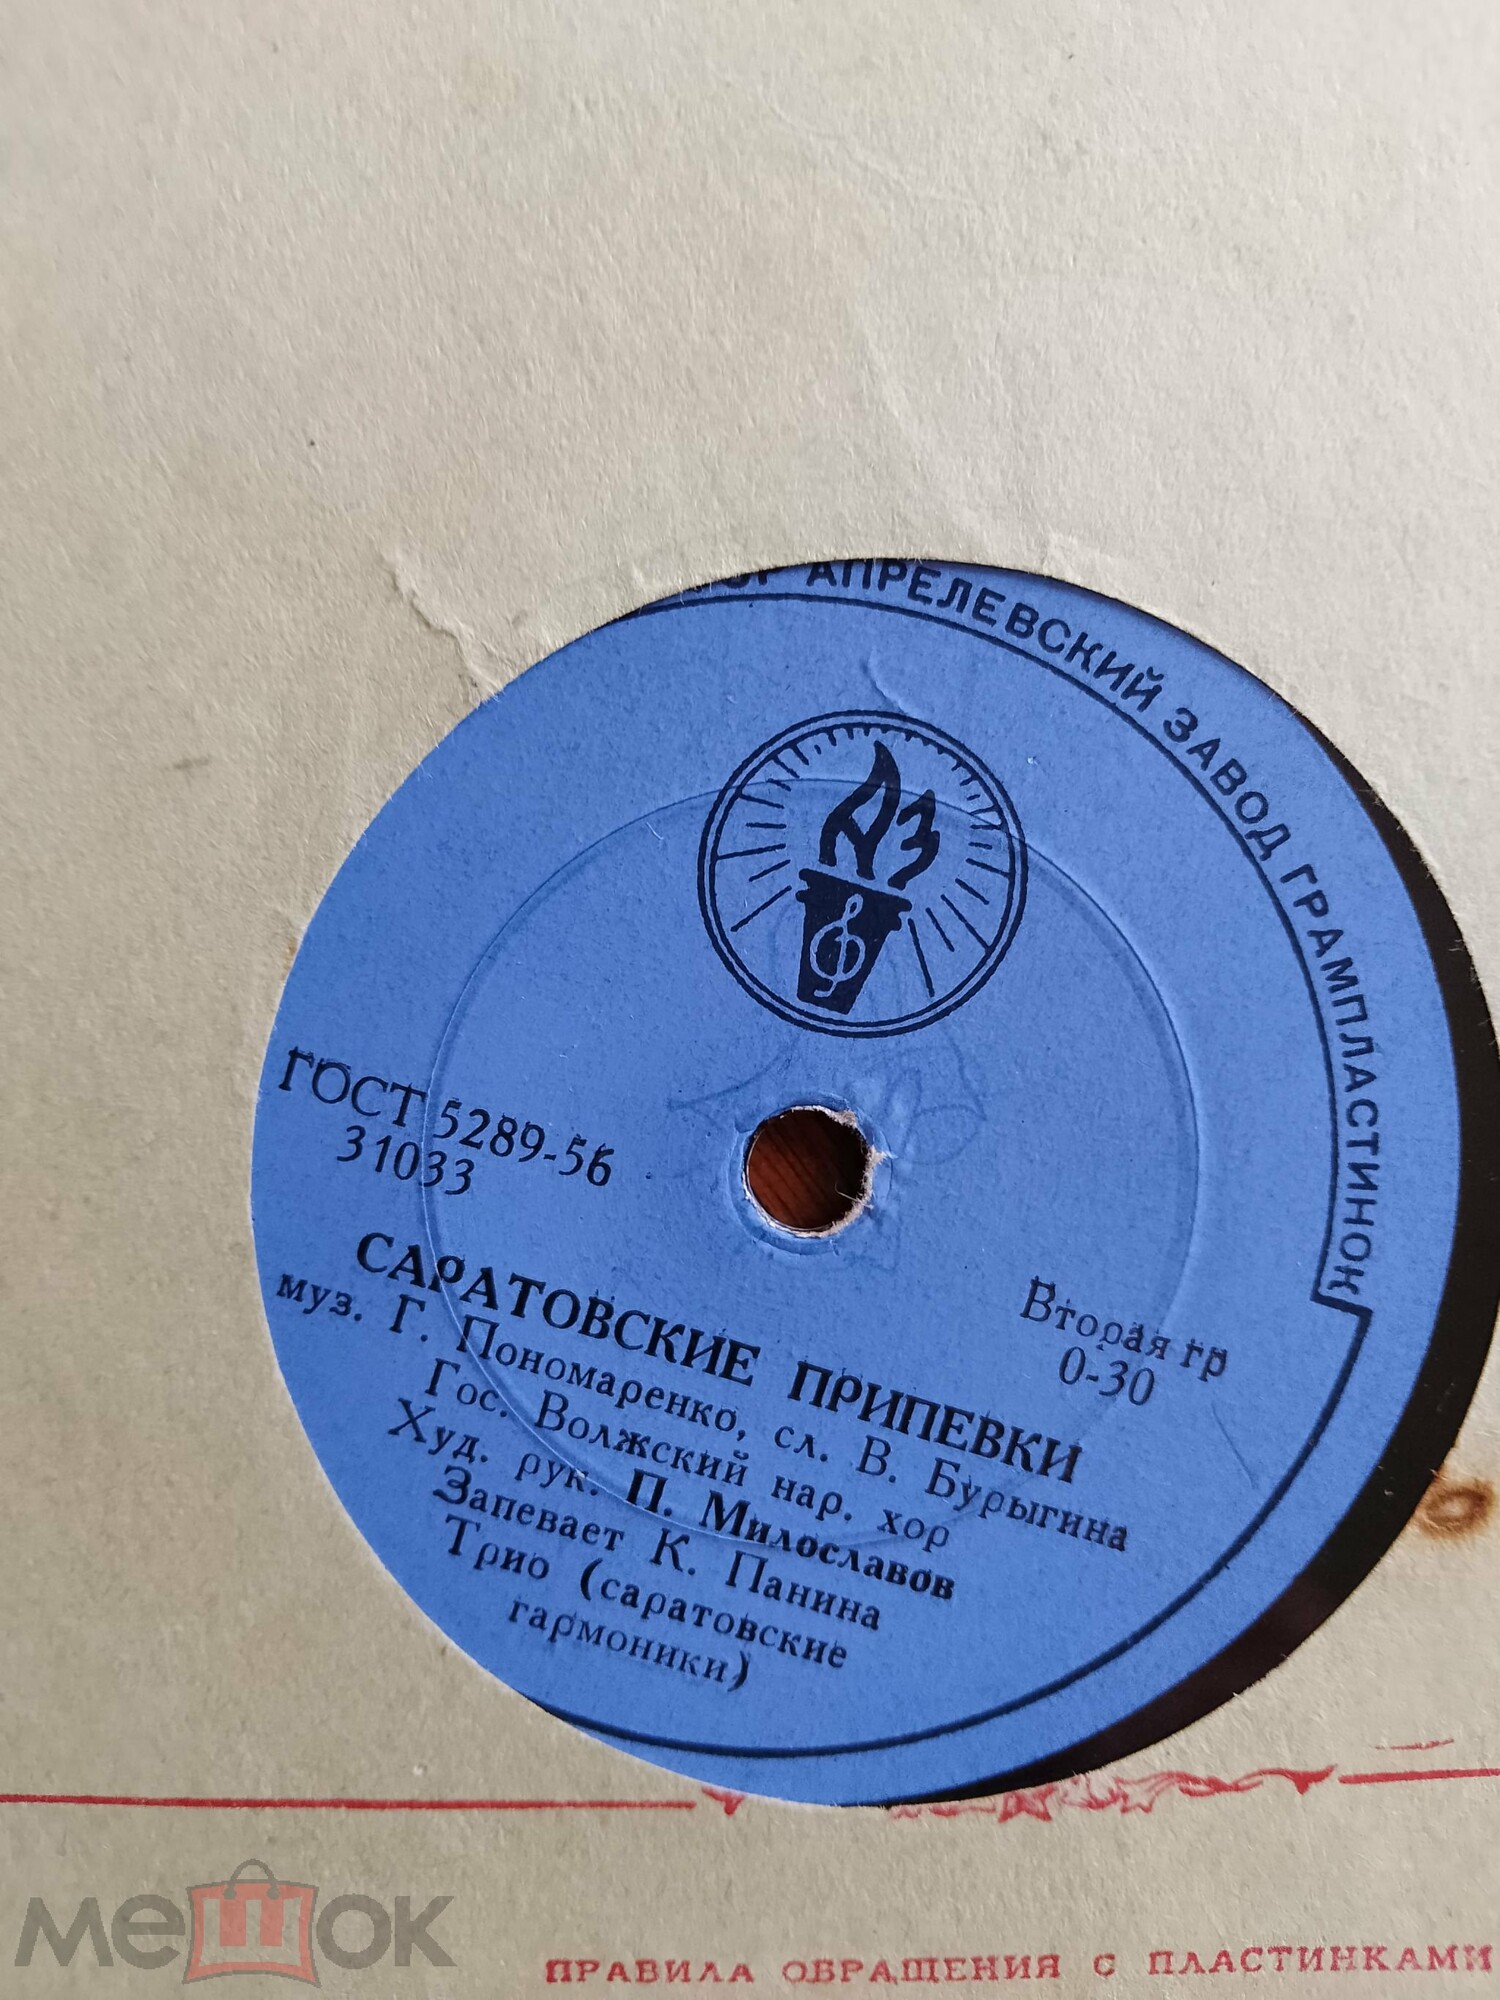 АПРЕЛЕВСКИЙ ЗАВОД ГРАМПЛАСТИНОК
АЗ
ГОСТ 5289-56
31033
Вторая гр
0-30
САРАТОВСКИЕ ПРИПЕВКИ
муз. Г. Пономаренко, сл. В. Бурыгина
Гос. Волжский нар. хор
Худ. рук. П. Милославов
Запевает К. Панина
Трио (саратовские
гармоники)
ПРАВИЛА ОБРАЩЕНИЯ С ПЛАСТИНКАМИ
мешок